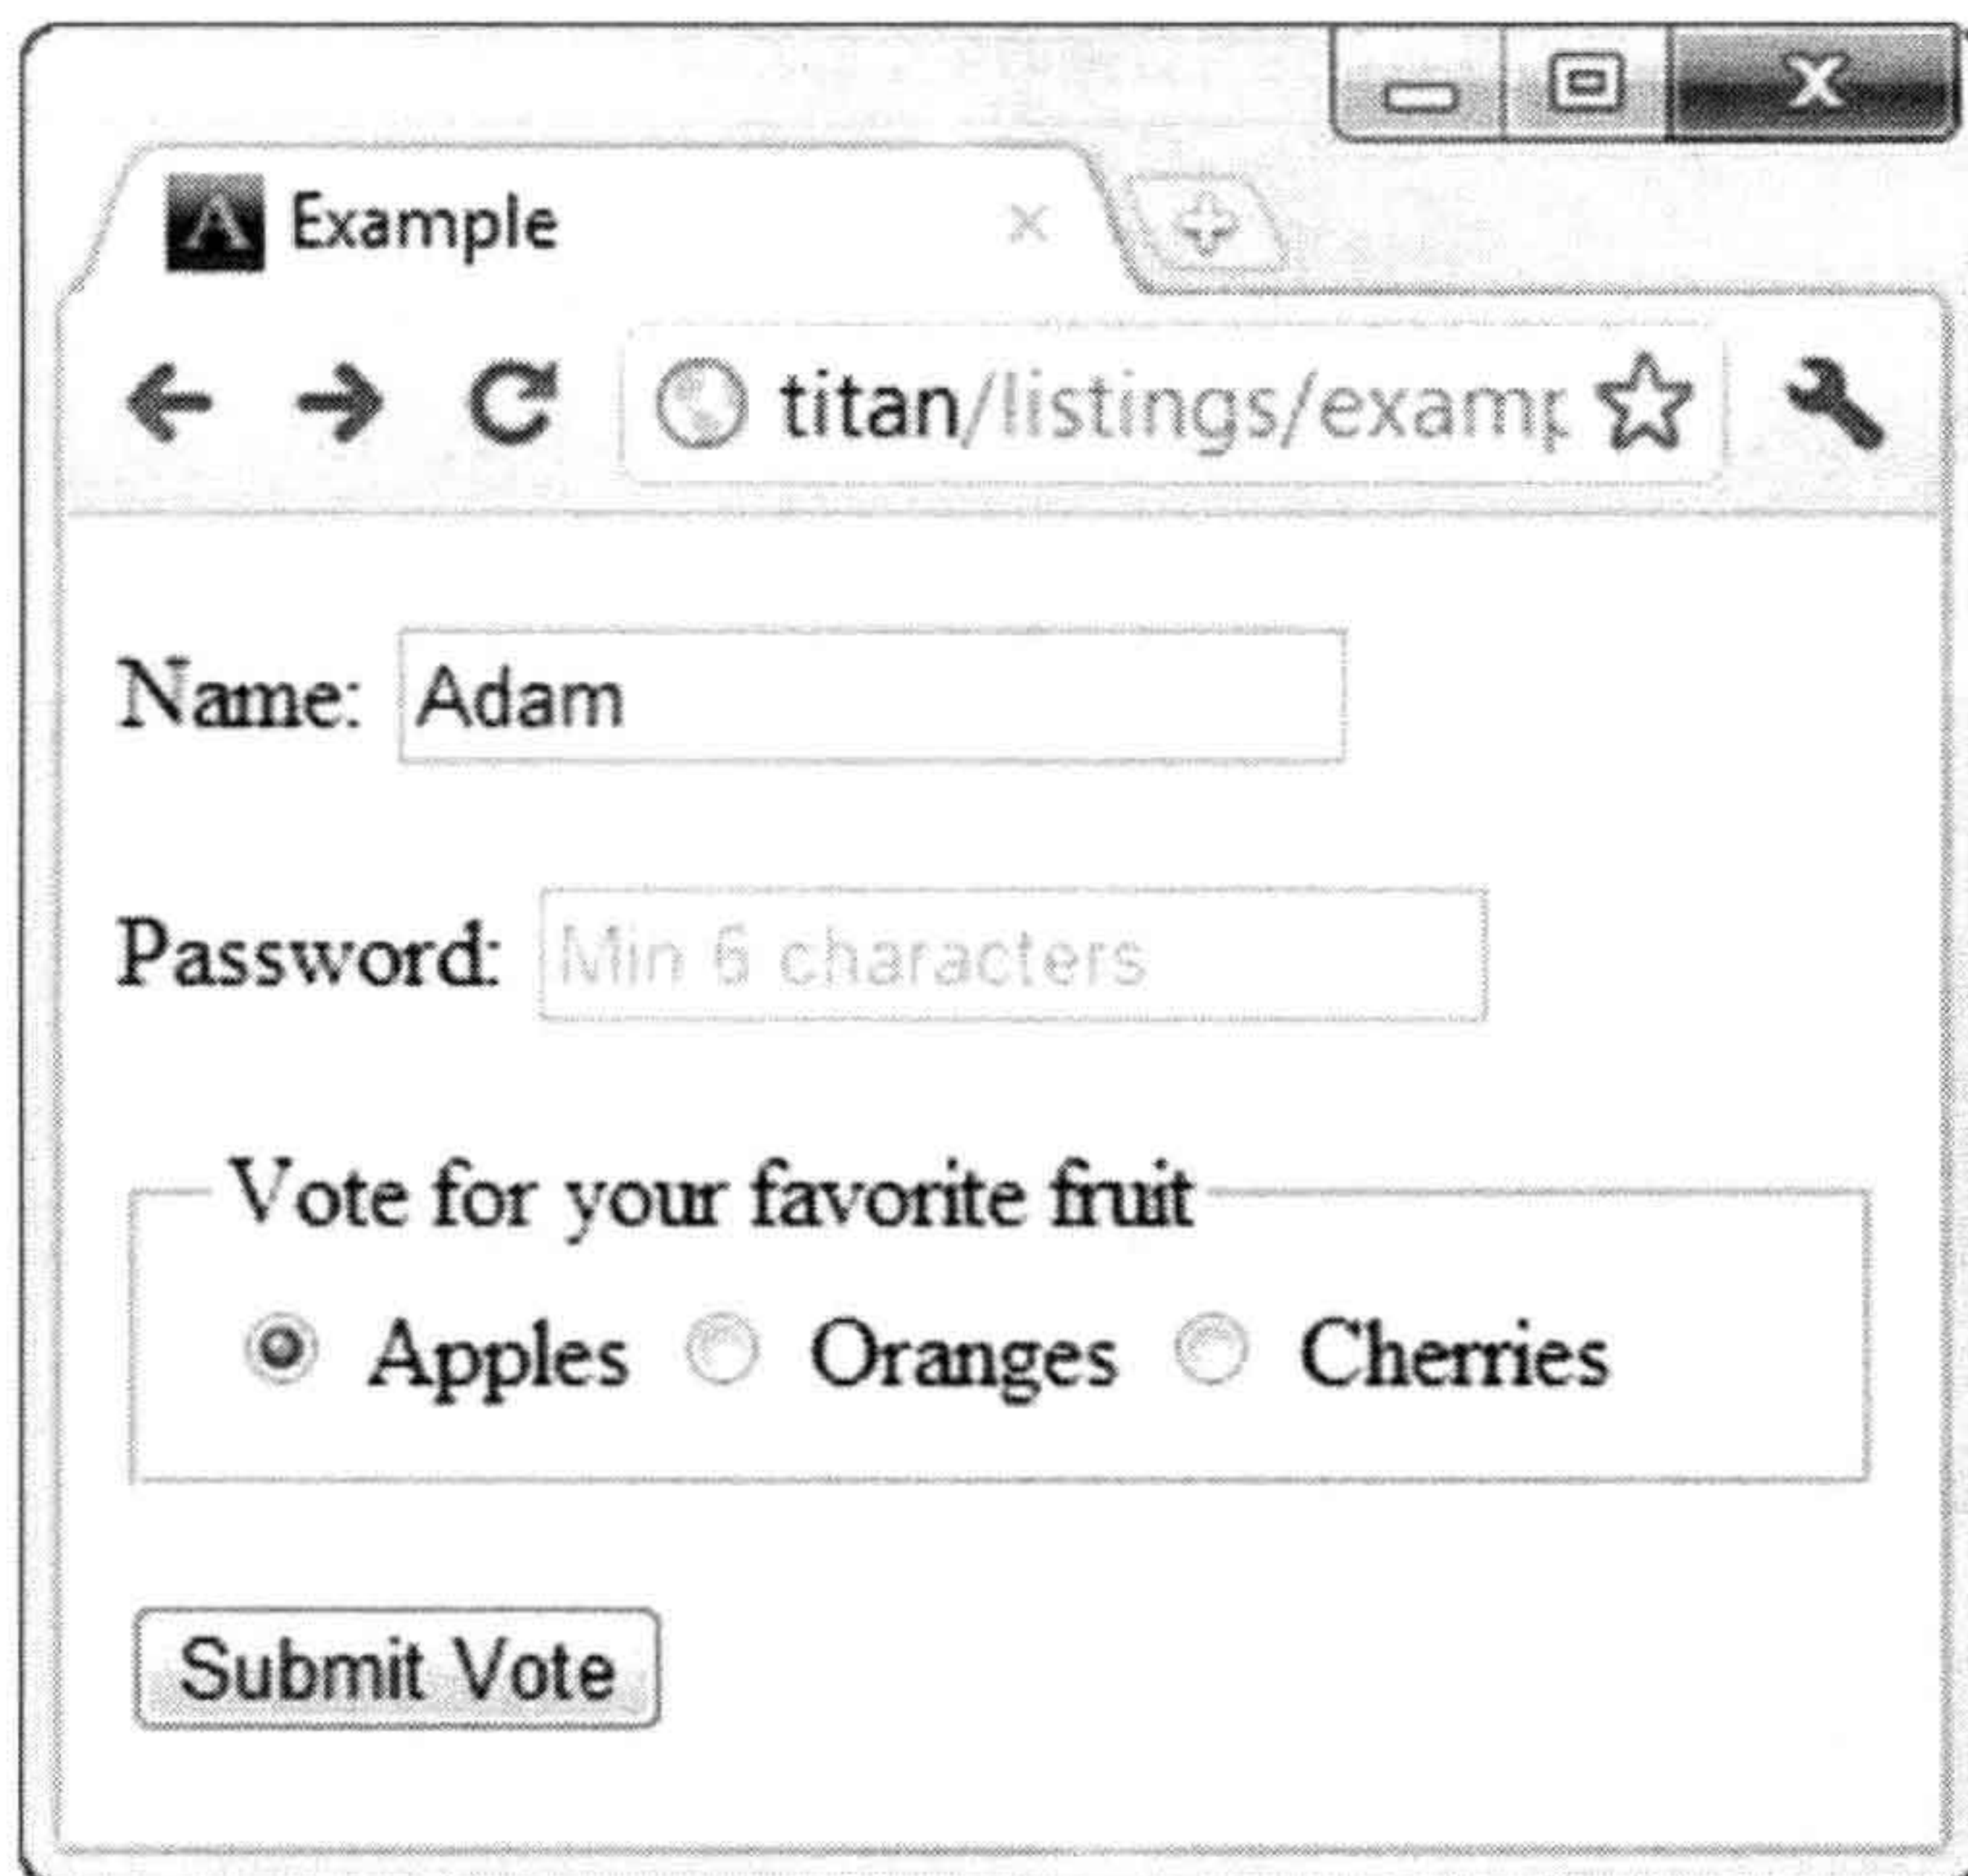 A Example
titan/listings/examp
Name: Adam
Password: Min 6 characters
Vote for your favorite fruit
Apples Oranges Cherries
Submit Vote